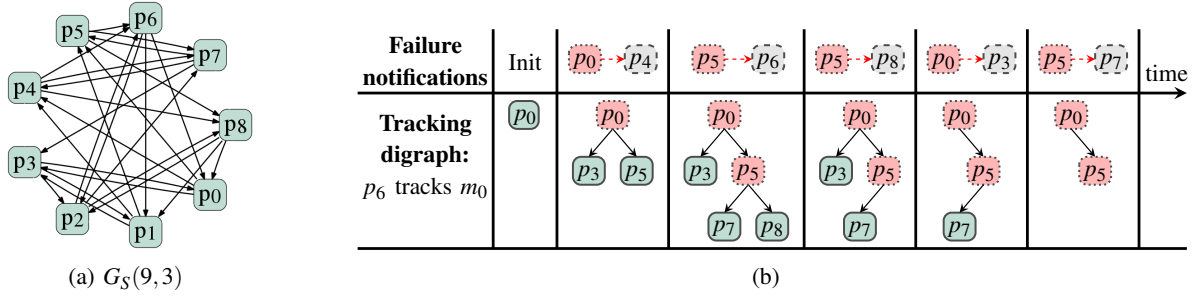 p6
p5
p7
p4
p8
p3
p0
p2
p1
(a) G_S(9,3)
Failure notifications
Init
p0 p4
p5 p6
p5 p8
p0 p3
p5 p7
time
Tracking digraph:
p6 tracks m0
p0
p0
p3 p5
p0
p3 p5
p7 p8
p0
p3 p5
p7
p0
p5
p7
p0
p5
(b)